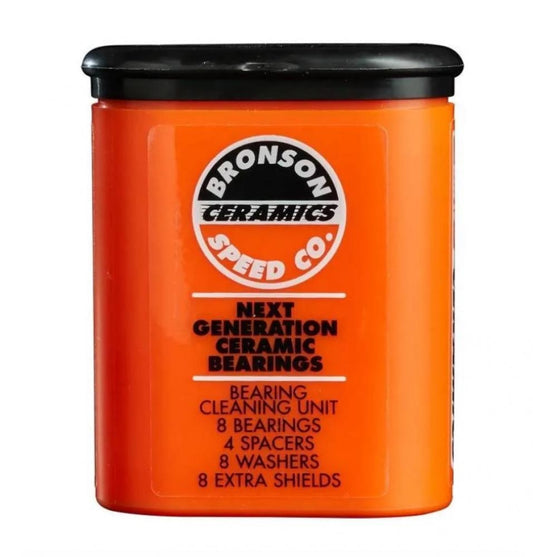 BRONSON
CERAMICS
SPEED CO.
NEXT
GENERATION
CERAMIC
BEARINGS
BEARING
CLEANING UNIT
8 BEARINGS
4 SPACERS
8 WASHERS
8 EXTRA SHIELDS